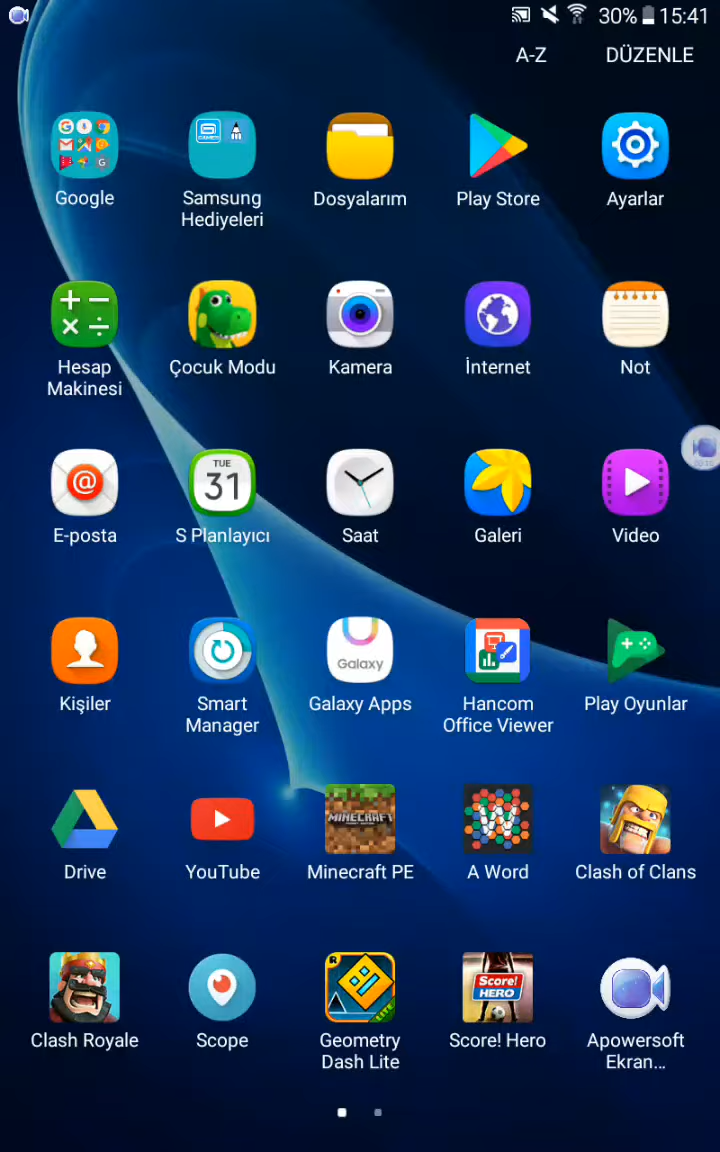 30% 15:41
A-Z DÜZENLE
GAMES
Google Samsung Hediyeleri Dosyalarım Play Store Ayarlar
Hesap Makinesi Çocuk Modu Kamera İnternet Not
TUE
31
E-posta S Planlayıcı Saat Galeri Video
Galaxy
Kişiler Smart Manager Galaxy Apps Hancom Office Viewer Play Oyunlar
MINECRAFT
W
Drive YouTube Minecraft PE A Word Clash of Clans
R
LITE
Score!
HERO
Clash Royale Scope Geometry Dash Lite Score! Hero Apowersoft Ekran...